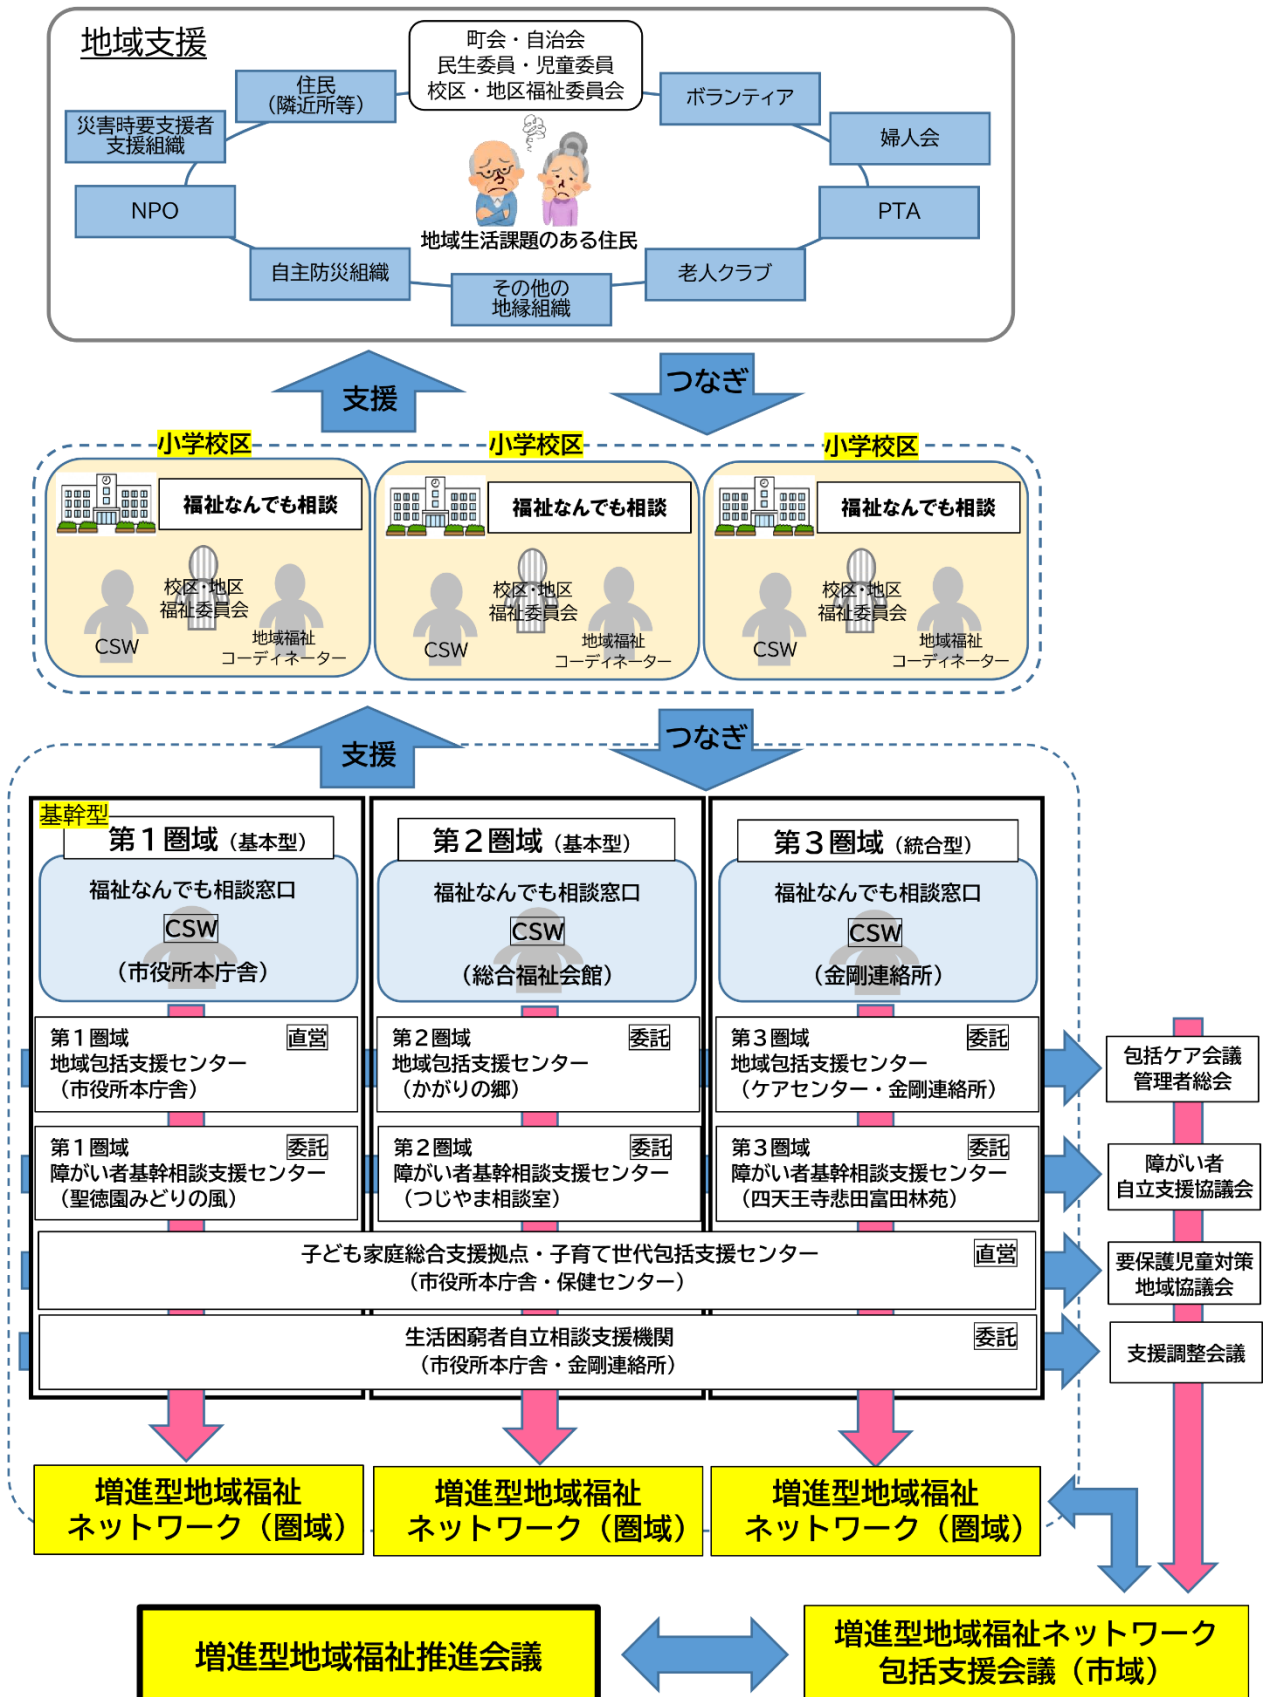 地域支援
町会・自治会
民生委員・児童委員
校区・地区福祉委員会
住民
（隣近所等）
ボランティア
災害時要支援者
支援組織
婦人会
NPO
PTA
地域生活課題のある住民
自主防災組織
老人クラブ
その他の
地縁組織
支援
つなぎ
小学校区
小学校区
小学校区
福祉なんでも相談
福祉なんでも相談
福祉なんでも相談
校区・地区
福祉委員会
CSW
地域福祉
コーディネーター
校区・地区
福祉委員会
CSW
地域福祉
コーディネーター
校区・地区
福祉委員会
CSW
地域福祉
コーディネーター
支援
つなぎ
基幹型
第１圏域（基本型）
第２圏域（基本型）
第３圏域（統合型）
福祉なんでも相談窓口
CSW
（市役所本庁舎）
福祉なんでも相談窓口
CSW
（総合福祉会館）
福祉なんでも相談窓口
CSW
（金剛連絡所）
第１圏域 直営
地域包括支援センター
（市役所本庁舎）
第２圏域 委託
地域包括支援センター
（かがりの郷）
第３圏域 委託
地域包括支援センター
（ケアセンター・金剛連絡所）
包括ケア会議
管理者総会
第１圏域 委託
障がい者基幹相談支援センター
（聖徳園みどりの風）
第２圏域 委託
障がい者基幹相談支援センター
（つじやま相談室）
第３圏域 委託
障がい者基幹相談支援センター
（四天王寺悲田富田林苑）
障がい者
自立支援協議会
子ども家庭総合支援拠点・子育て世代包括支援センター 直営
（市役所本庁舎・保健センター）
要保護児童対策
地域協議会
生活困窮者自立相談支援機関 委託
（市役所本庁舎・金剛連絡所）
支援調整会議
増進型地域福祉
ネットワーク（圏域）
増進型地域福祉
ネットワーク（圏域）
増進型地域福祉
ネットワーク（圏域）
増進型地域福祉推進会議
増進型地域福祉ネットワーク
包括支援会議（市域）